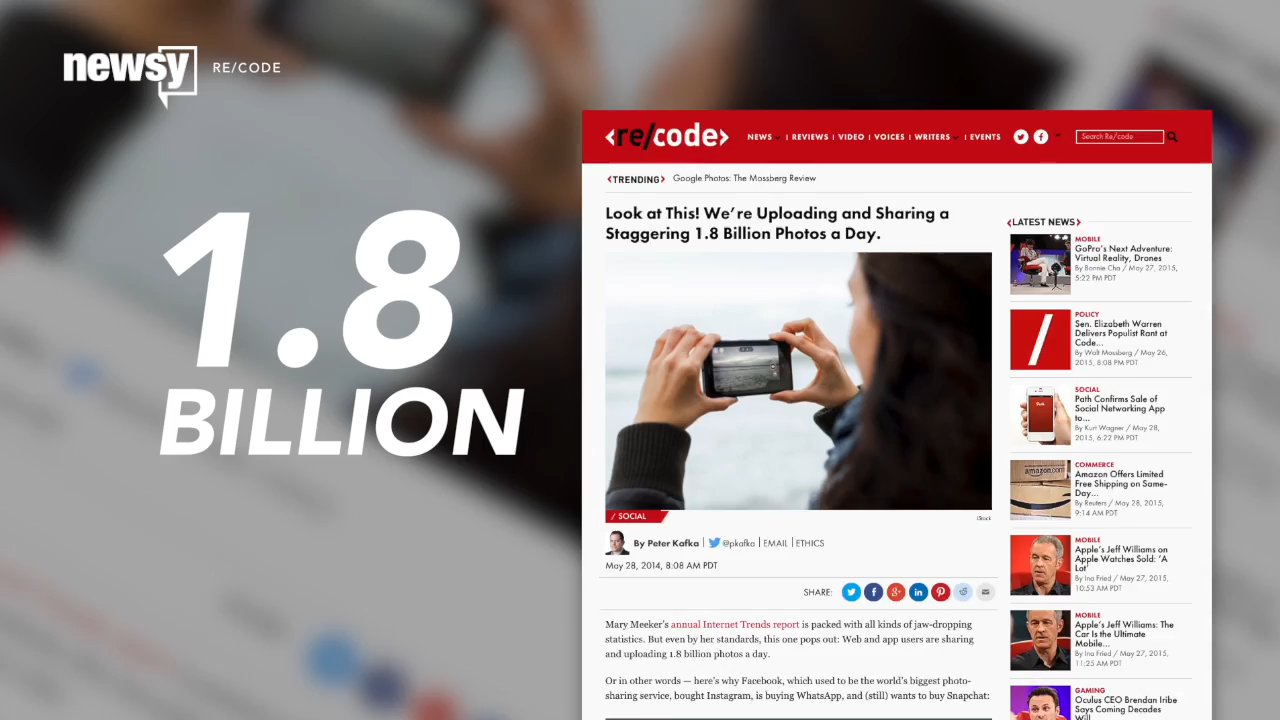 newsy RE/CODE
1.8
BILLION
<re/code> NEWS | REVIEWS | VIDEO | VOICES | WRITERS | EVENTS Search Re/code
<TRENDING> Google Photos: The Mossberg Review
Look at This! We're Uploading and Sharing a
Staggering 1.8 Billion Photos a Day.
/ SOCIAL
iStock
By Peter Kafka | @pkafka | EMAIL | ETHICS
May 28, 2014, 8:08 AM PDT
SHARE:
Mary Meeker's annual Internet Trends report is packed with all kinds of jaw-dropping
statistics. But even by her standards, this one pops out: Web and app users are sharing
and uploading 1.8 billion photos a day.
Or in other words — here's why Facebook, which used to be the world's biggest photo-
sharing service, bought Instagram, is buying WhatsApp, and (still) wants to buy Snapchat:
<LATEST NEWS>
MOBILE
GoPro's Next Adventure:
Virtual Reality, Drones
By Bonnie Cha / May 27, 2015,
5:22 PM PDT
POLICY
Sen. Elizabeth Warren
Delivers Populist Rant at
Code...
By Walt Mossberg / May 26,
2015, 8:08 PM PDT
SOCIAL
Path Confirms Sale of
Social Networking App
to...
By Kurt Wagner / May 28,
2015, 6:22 PM PDT
amazon.com
COMMERCE
Amazon Offers Limited
Free Shipping on Same-
Day...
By Reuters / May 28, 2015,
9:14 AM PDT
MOBILE
Apple's Jeff Williams on
Apple Watches Sold: 'A
Lot'
By Ina Fried / May 27, 2015,
10:53 AM PDT
MOBILE
Apple's Jeff Williams: The
Car Is the Ultimate
Mobile...
By Ina Fried / May 27, 2015,
11:25 AM PDT
GAMING
Oculus CEO Brendan Iribe
Says Coming Decades
Will